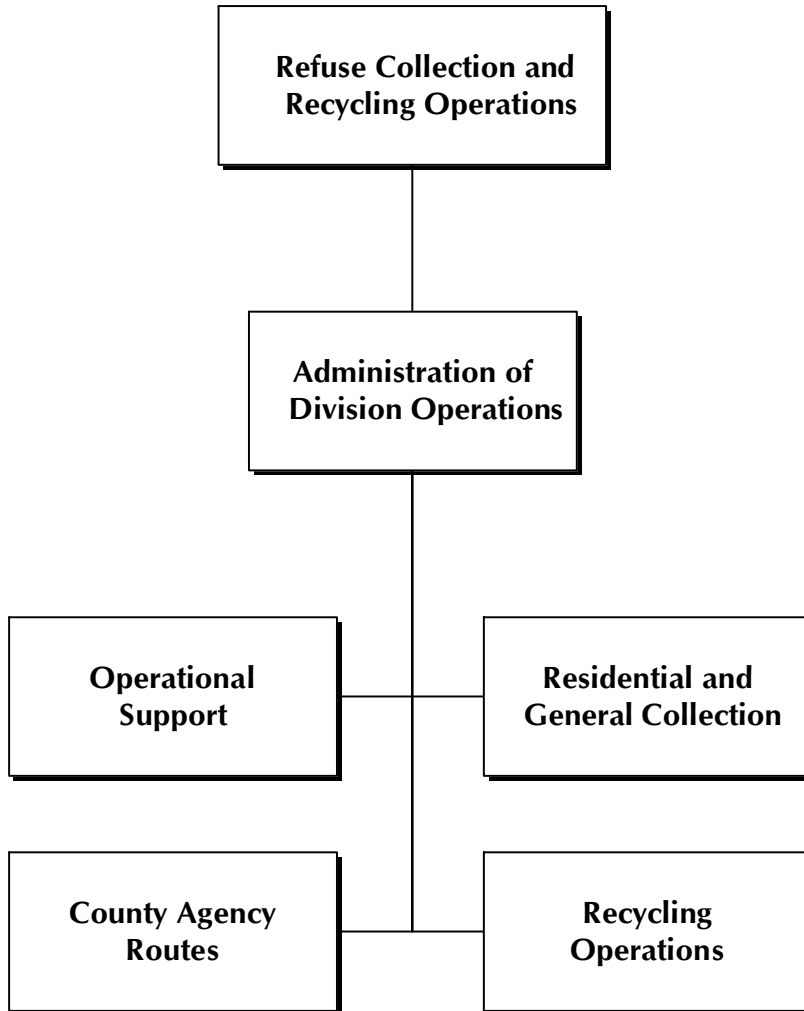 Refuse Collection and
Recycling Operations
Administration of
Division Operations
Operational
Support
Residential and
General Collection
County Agency
Routes
Recycling
Operations